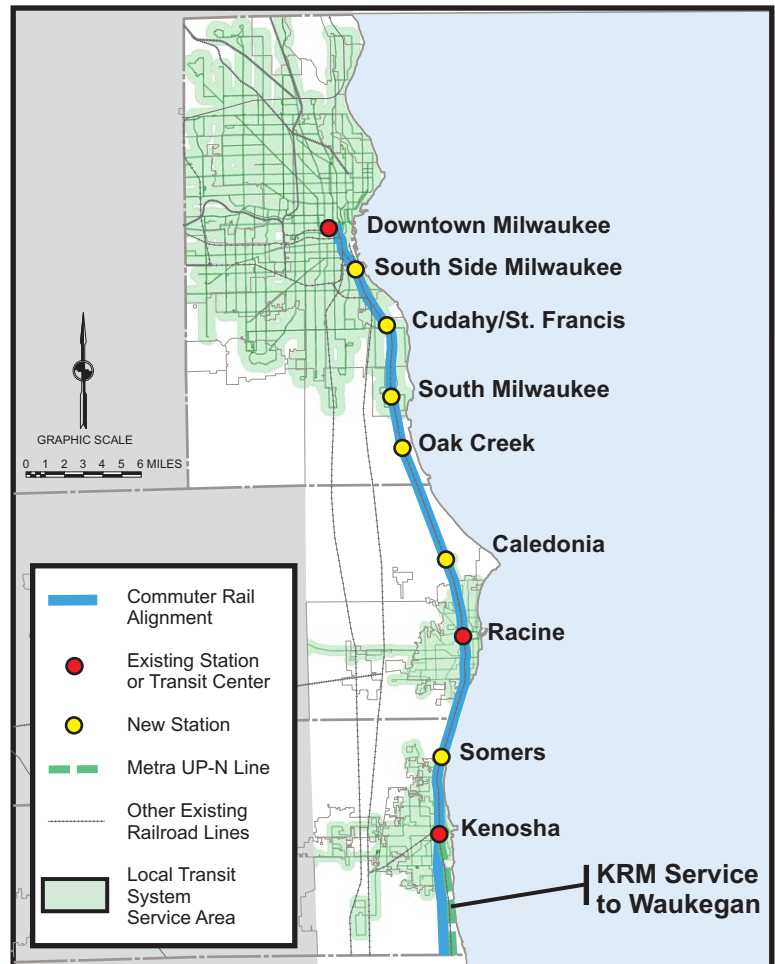 Downtown Milwaukee
South Side Milwaukee
Cudahy/St. Francis
South Milwaukee
Oak Creek
GRAPHIC SCALE
0 1 2 3 4 5 6 MILES
Caledonia
Racine
Somers
Kenosha
KRM Service
to Waukegan
Commuter Rail
Alignment
Existing Station
or Transit Center
New Station
Metra UP-N Line
Other Existing
Railroad Lines
Local Transit
System
Service Area